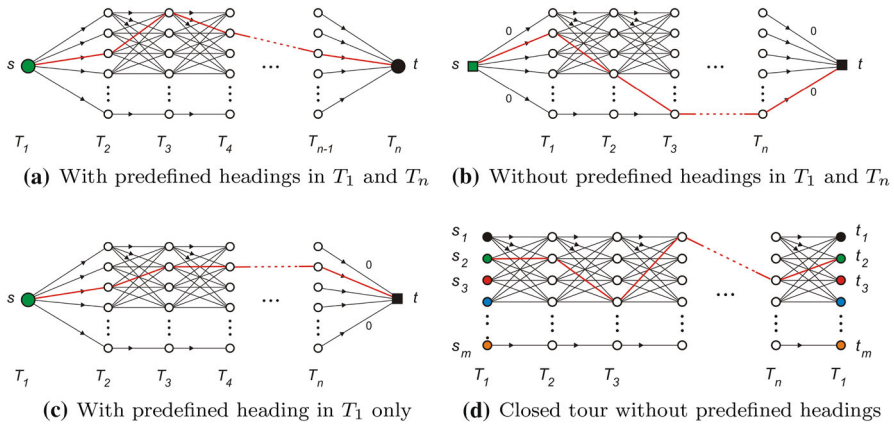 s
t
...
T1 T2 T3 T4 Tn-1 Tn
(a) With predefined headings in T1 and Tn
0
s
t
...
0
0
0
T1 T2 T3 Tn
(b) Without predefined headings in T1 and Tn
0
s
t
...
0
T1 T2 T3 T4 Tn T1
(c) With predefined heading in T1 only
s1 t1
s2 t2
s3 t3
...
sm tm
T1 T2 T3 Tn T1
(d) Closed tour without predefined headings